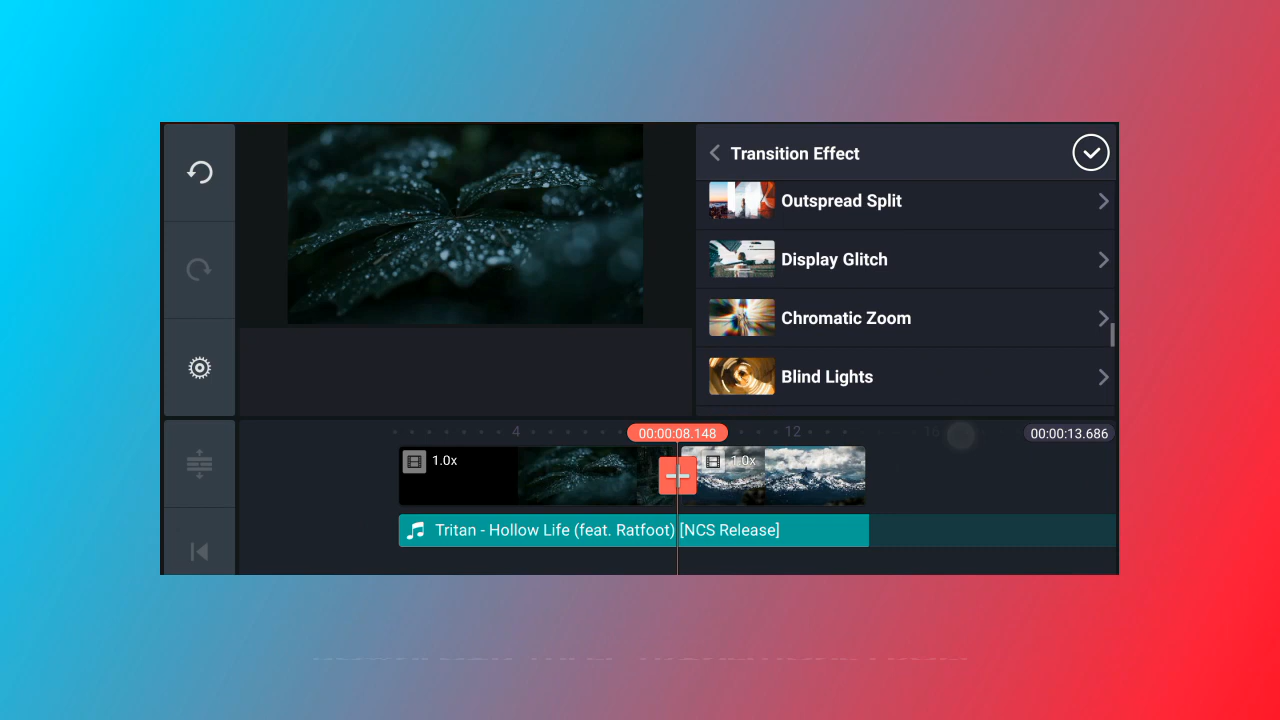 Transition Effect
Outspread Split
Display Glitch
Chromatic Zoom
Blind Lights
4
00:00:08.148
12
16
00:00:13.686
1.0x
1.0x
Tritan - Hollow Life (feat. Ratfoot) [NCS Release]